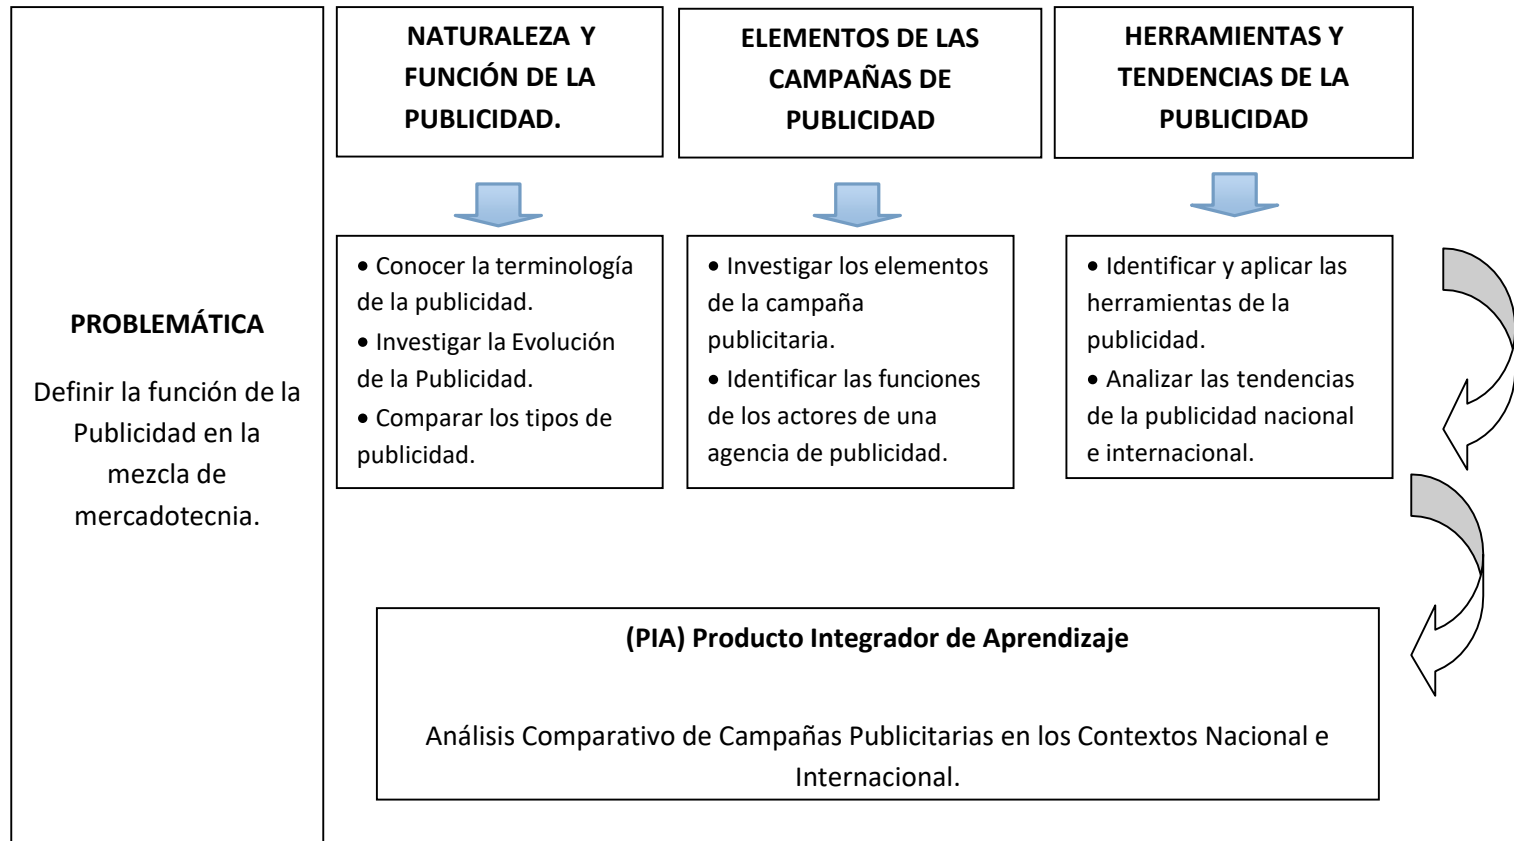 PROBLEMÁTICA
Definir la función de la
Publicidad en la
mezcla de
mercadotecnia.
NATURALEZA Y
FUNCIÓN DE LA
PUBLICIDAD.
• Conocer la terminología
de la publicidad.
• Investigar la Evolución
de la Publicidad.
• Comparar los tipos de
publicidad.
ELEMENTOS DE LAS
CAMPAÑAS DE
PUBLICIDAD
• Investigar los elementos
de la campaña
publicitaria.
• Identificar las funciones
de los actores de una
agencia de publicidad.
HERRAMIENTAS Y
TENDENCIAS DE LA
PUBLICIDAD
• Identificar y aplicar las
herramientas de la
publicidad.
• Analizar las tendencias
de la publicidad nacional
e internacional.
(PIA) Producto Integrador de Aprendizaje
Análisis Comparativo de Campañas Publicitarias en los Contextos Nacional e
Internacional.